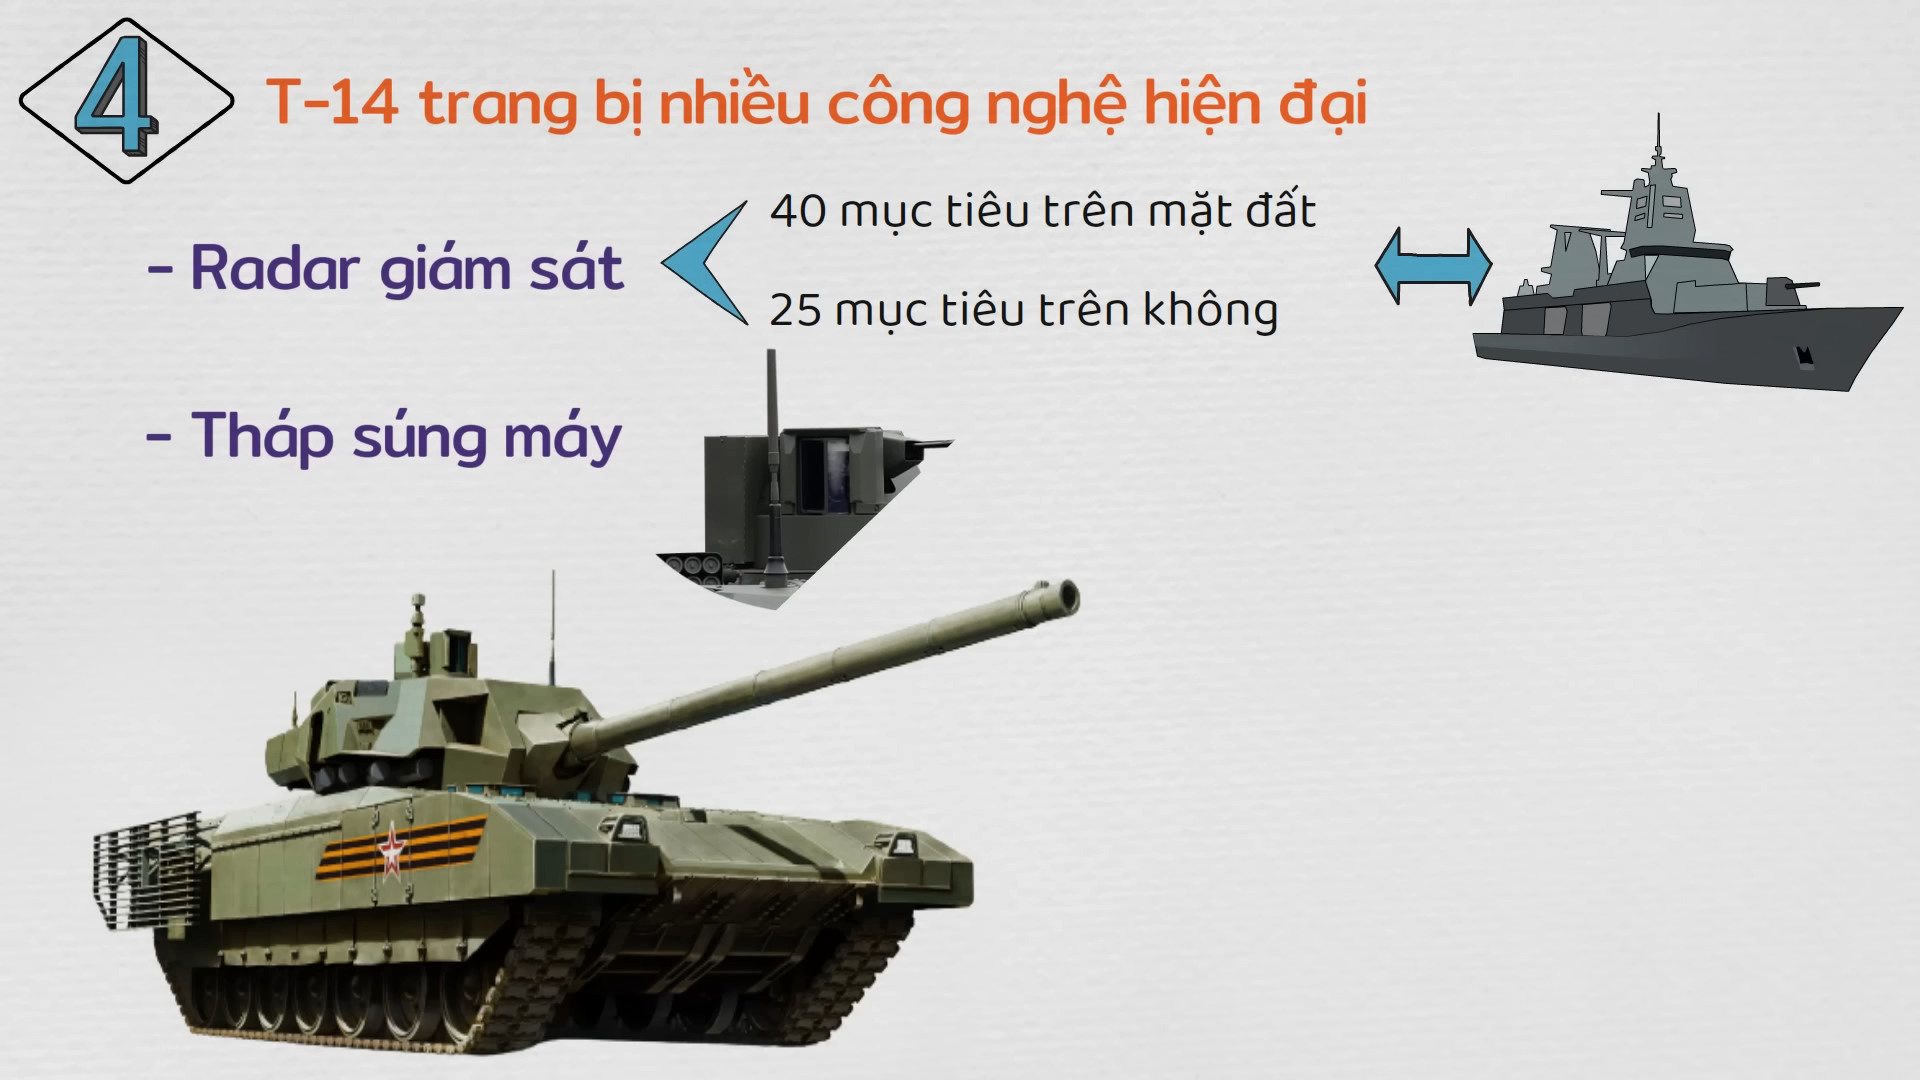 4
T-14 trang bị nhiều công nghệ hiện đại
- Radar giám sát
40 mục tiêu trên mặt đất
25 mục tiêu trên không
- Tháp súng máy